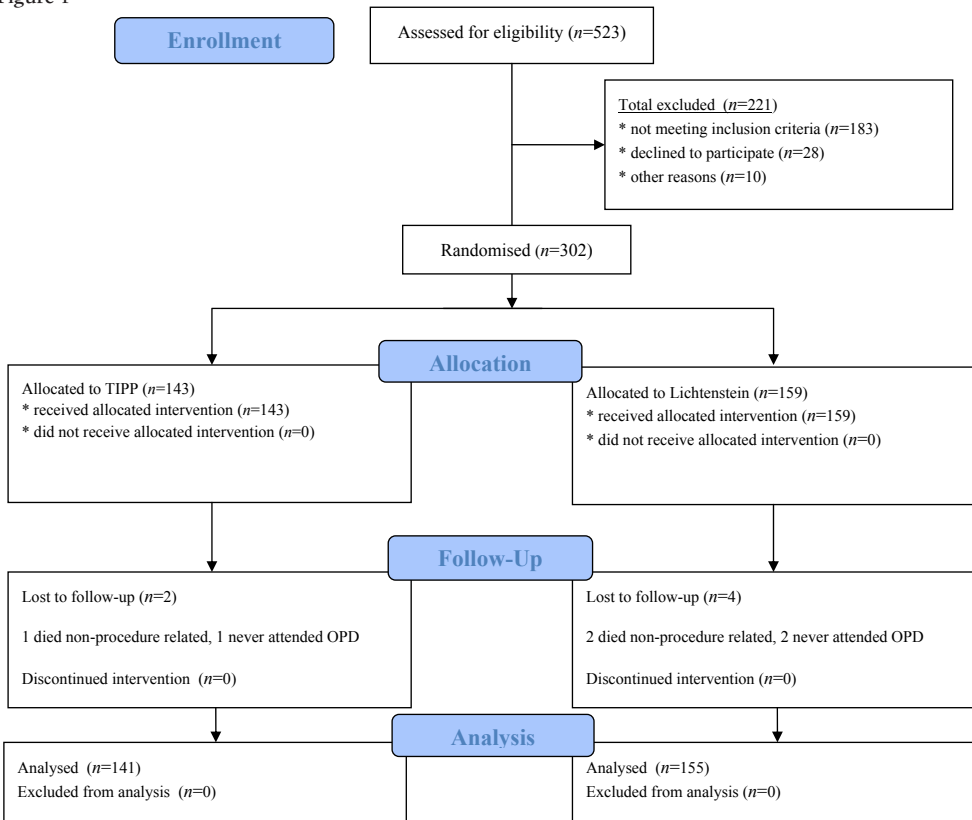 Figure 1
Enrollment
Assessed for eligibility (n=523)
Total excluded (n=221)
* not meeting inclusion criteria (n=183)
* declined to participate (n=28)
* other reasons (n=10)
Randomised (n=302)
Allocation
Allocated to TIPP (n=143)
* received allocated intervention (n=143)
* did not receive allocated intervention (n=0)
Allocated to Lichtenstein (n=159)
* received allocated intervention (n=159)
* did not receive allocated intervention (n=0)
Follow-Up
Lost to follow-up (n=2)
1 died non-procedure related, 1 never attended OPD
Discontinued intervention (n=0)
Lost to follow-up (n=4)
2 died non-procedure related, 2 never attended OPD
Discontinued intervention (n=0)
Analysis
Analysed (n=141)
Excluded from analysis (n=0)
Analysed (n=155)
Excluded from analysis (n=0)